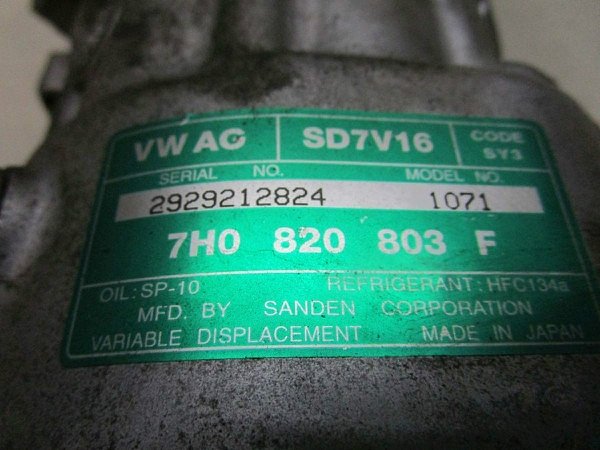 VW AG SD7V16 CODE SY3
SERIAL NO. MODEL NO.
2929212824 1071
7H0 820 803 F
OIL: SP-10 REFRIGERANT: HFC134a
MFD. BY SANDEN CORPORATION
VARIABLE DISPLACEMENT MADE IN JAPAN